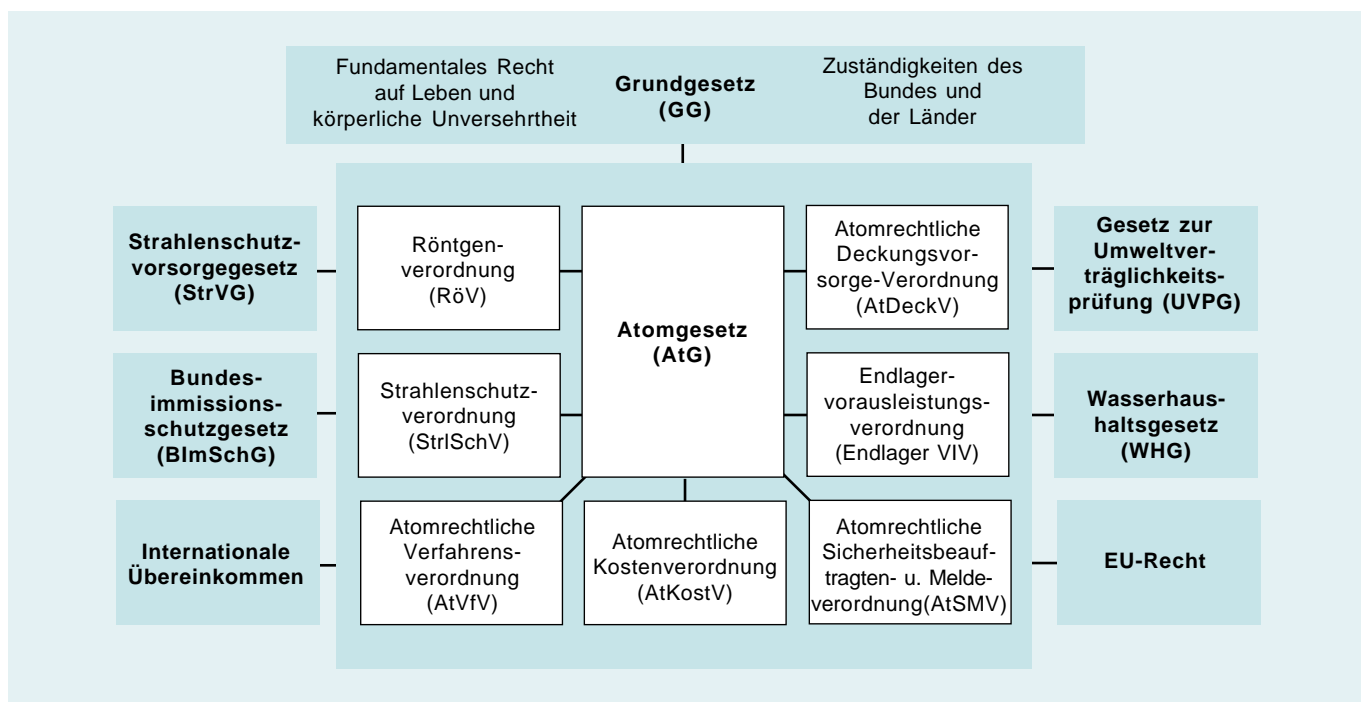 Fundamentales Recht
auf Leben und
körperliche Unversehrtheit
Grundgesetz
(GG)
Zuständigkeiten des
Bundes und
der Länder
Strahlenschutz-
vorsorgegesetz
(StrVG)
Röntgen-
verordnung
(RöV)
Atomgesetz
(AtG)
Atomrechtliche
Deckungsvor-
sorge-Verordnung
(AtDeckV)
Gesetz zur
Umweltver-
träglichkeits-
prüfung (UVPG)
Bundes-
immissions-
schutzgesetz
(BImSchG)
Strahlenschutz-
verordnung
(StrlSchV)
Endlager-
vorausleistungs-
verordnung
(Endlager VlV)
Wasserhaus-
haltsgesetz
(WHG)
Internationale
Übereinkommen
Atomrechtliche
Verfahrens-
verordnung
(AtVfV)
Atomrechtliche
Kostenverordnung
(AtKostV)
Atomrechtliche
Sicherheitsbeauf-
tragten- u. Melde-
verordnung(AtSMV)
EU-Recht